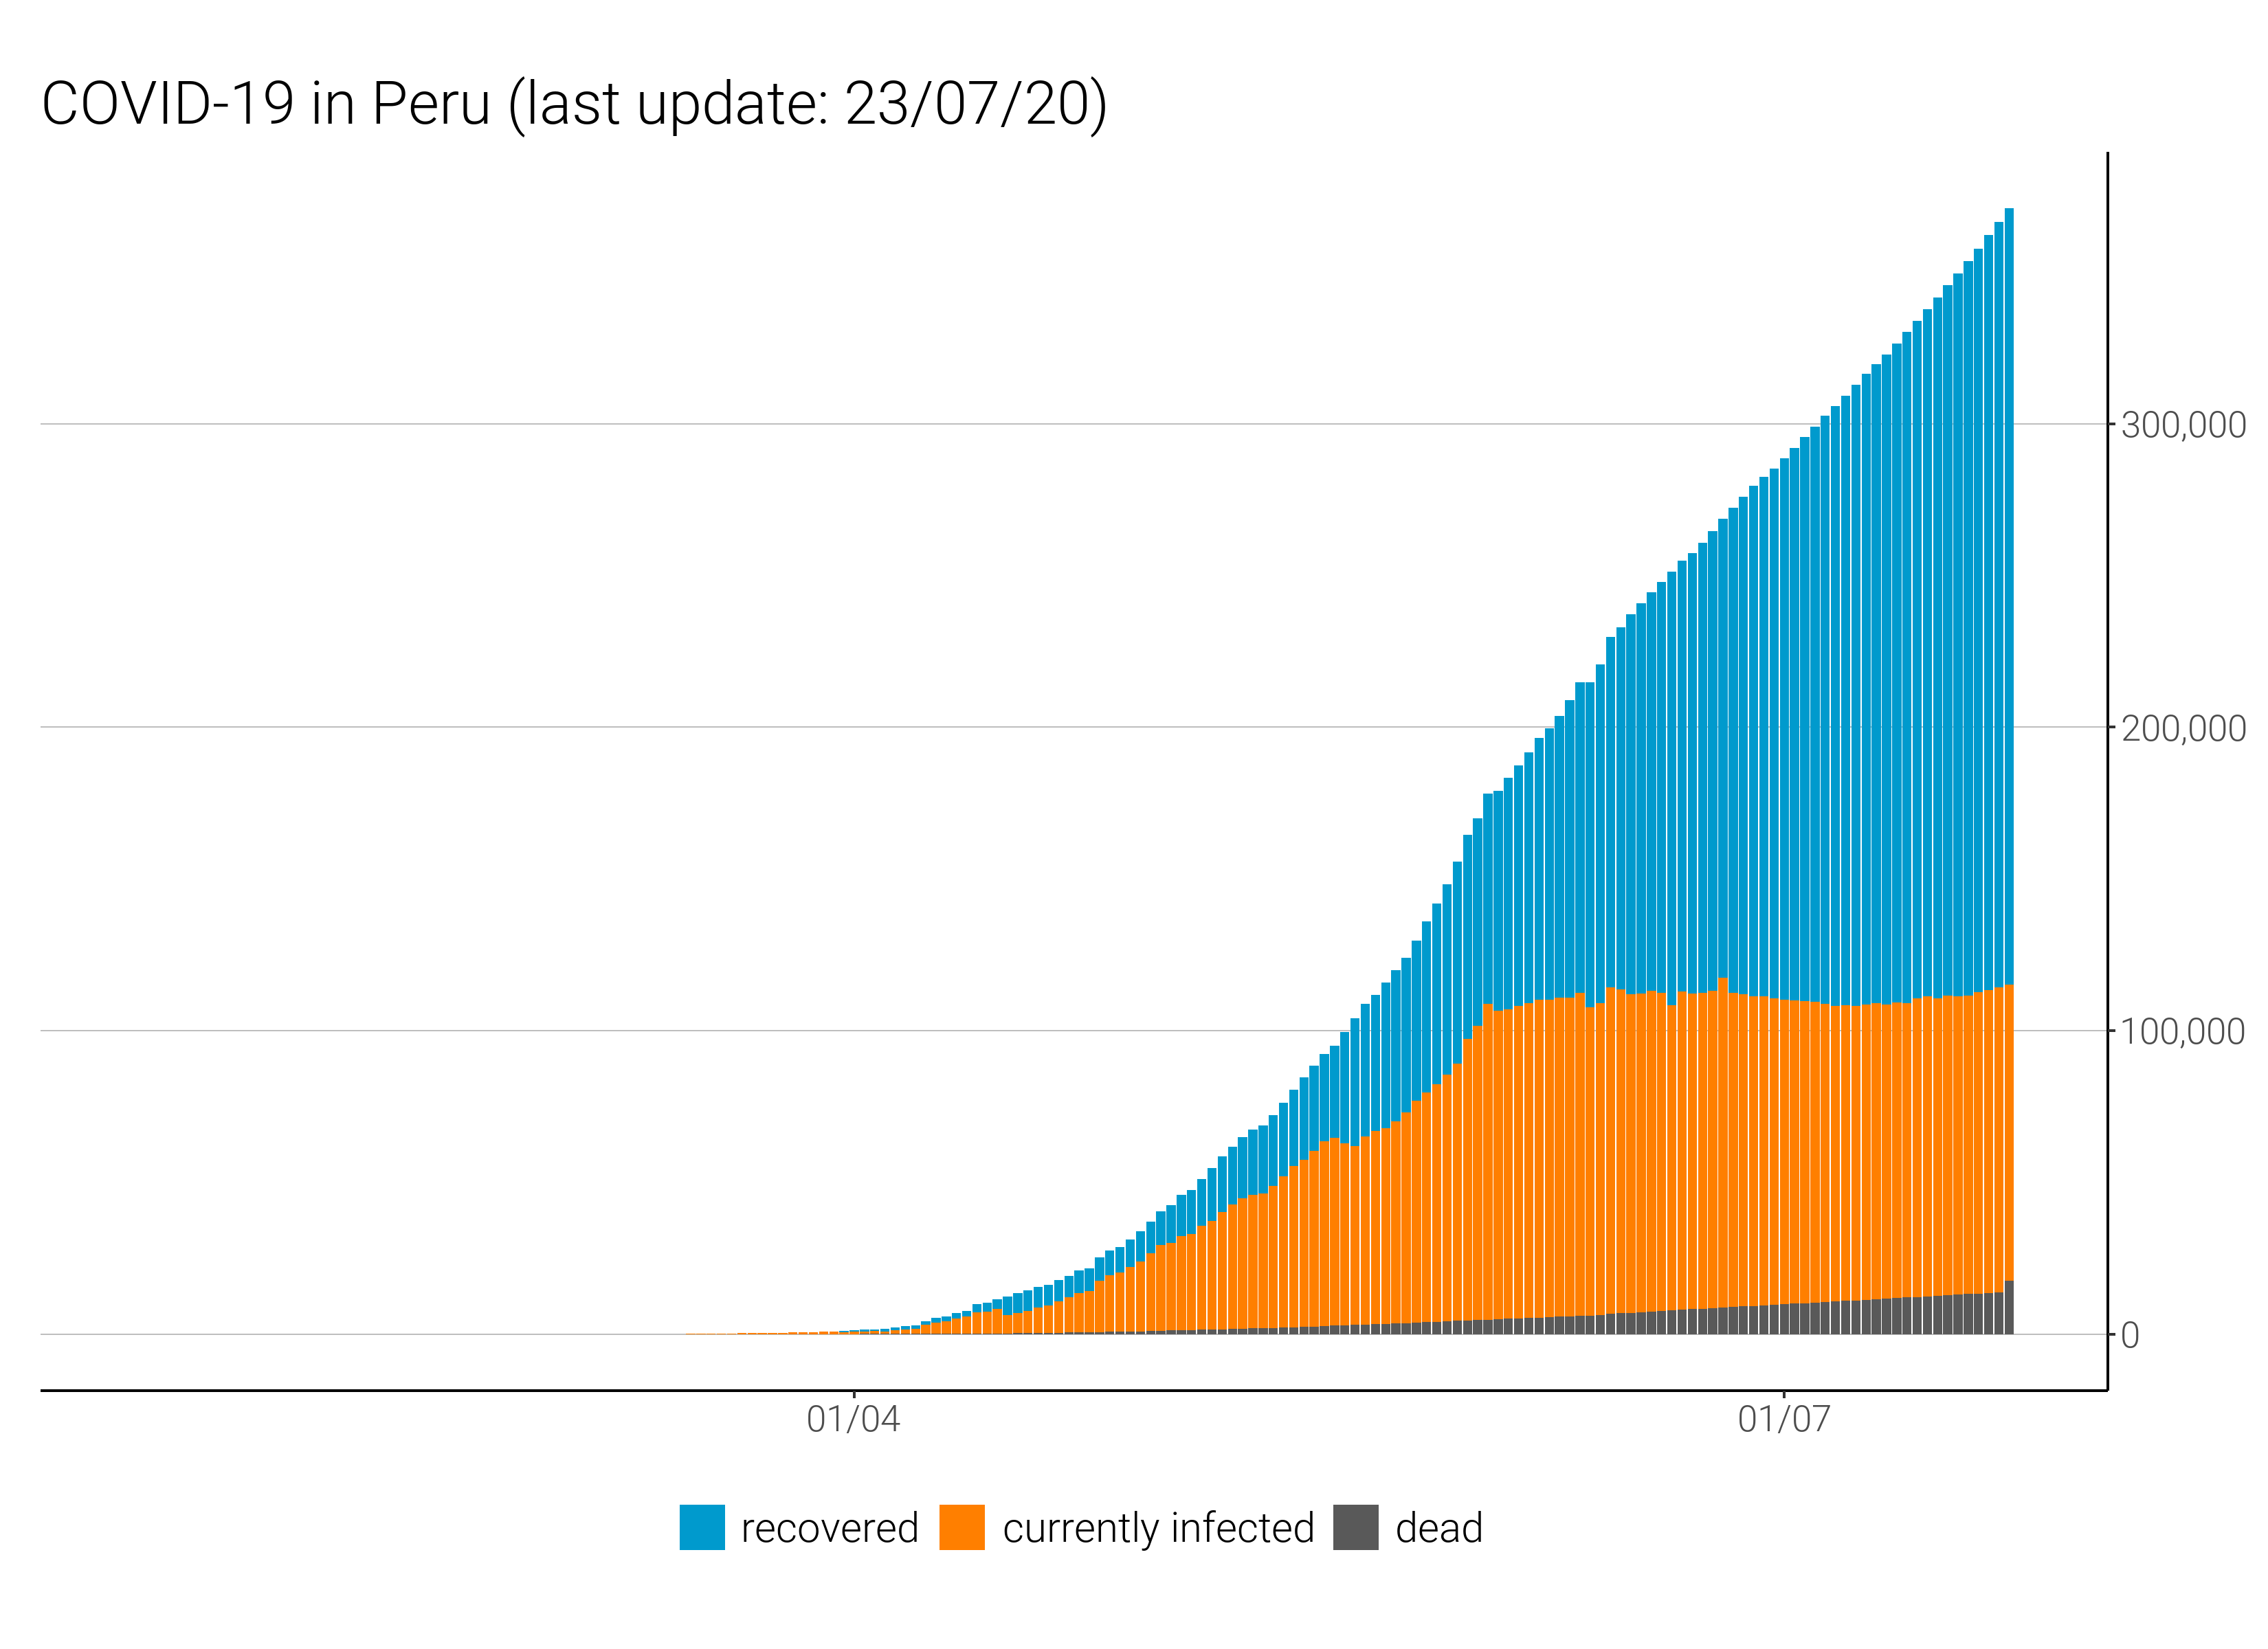 COVID-19 in Peru (last update: 23/07/20)
300,000
200,000
100,000
0
01/04 01/07
recovered currently infected dead